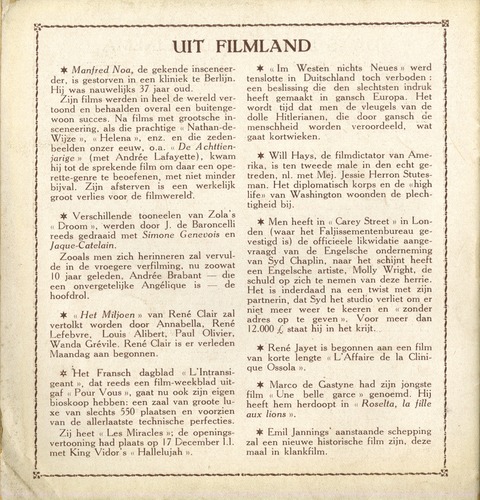 UIT FILMLAND
✶ Manfred Noa, de gekende insceneer-
der, is gestorven in een kliniek te Berlijn.
Hij was nauwelijks 37 jaar oud.
Zijn films werden in heel de wereld ver-
toond en behaalden overal een buitenge-
woon succes. Na films met grootsche in-
sceneering, als die prachtige « Nathan-de-
Wijze », « Helena », enz. en die zeden-
beelden onzer eeuw, o.a. « De Achttien-
jarige » (met Andrée Lafayette), kwam
hij tot de sprekende film om daar een ope-
rette-genre te beoefenen, met niet minder
bijval. Zijn afsterven is een werkelijk
groot verlies voor de filmwereld.
✶ Verschillende tooneelen van Zola's
« Droom », werden door J. de Baroncelli
reeds gedraaid met Simone Genevois en
Jaque-Catelain.
Zooals men zich herinneren zal vervul-
de in de vroegere verfilming, nu zoowat
10 jaar geleden, Andrée Brabant — die
een onvergetelijke Angélique is — de
hoofdrol.
✶ « Het Miljoen » van René Clair zal
vertolkt worden door Annabella, René
Lefebvre, Louis Alibert, Paul Olivier,
Wanda Grévile. René Clair is er verleden
Maandag aan begonnen.
✶ Het Fransch dagblad « L'Intransi-
geant », dat reeds een film-weekblad uit-
gaf « Pour Vous », gaat nu ook zijn eigen
bioskoop hebben: een zaal van groote lu-
xe van slechts 550 plaatsen en voorzien
van de allerlaatste technische perfecties.
Zij heet « Les Miracles »; de openings-
vertooning had plaats op 17 December l.l.
met King Vidor's « Hallelujah ».
✶ « Im Westen nichts Neues » werd
tenslotte in Duitschland toch verboden :
een beslissing die den slechtsten indruk
heeft gemaakt in gansch Europa. Het
wordt tijd dat men de vleugels van de
dolle Hitlerianen, die door gansch de
menschheid worden veroordeeld, wat
gaat kortwieken.
✶ Will Hays, de filmdictator van Ame-
rika, is ten tweede male in den echt ge-
treden, nl. met Mej. Jessie Herron Stutes-
man. Het diplomatisch korps en de «high
life» van Washington woonden de plech-
tigheid bij.
✶ Men heeft in « Carey Street » in Lon-
den (waar het Faljissementenbureau ge-
vestigd is) de officieele likwidatie aange-
vraagd van de Engelsche onderneming
van Syd Chaplin, naar het schijnt heeft
een Engelsche artiste, Molly Wright, de
schuld op zich te nemen van deze herrie.
Het is inderdaad na een twist met zijn
partnerin, dat Syd het studio verliet om er
niet meer weer te keeren en « zonder
adres op te geven ». Voor meer dan
12.000 £ staat hij in het krijt.
✶ René Jayet is begonnen aan een film
van korte lengte « L'Affaire de la Clini-
que Ossola ».
✶ Marco de Gastyne had zijn jongste
film « Une belle garce » genoemd. Hij
heeft hem herdoopt in « Roselta, la fille
aux lions ».
✶ Emil Jannings' aanstaande schepping
zal een nieuwe historische film zijn, deze
maal in klankfilm.